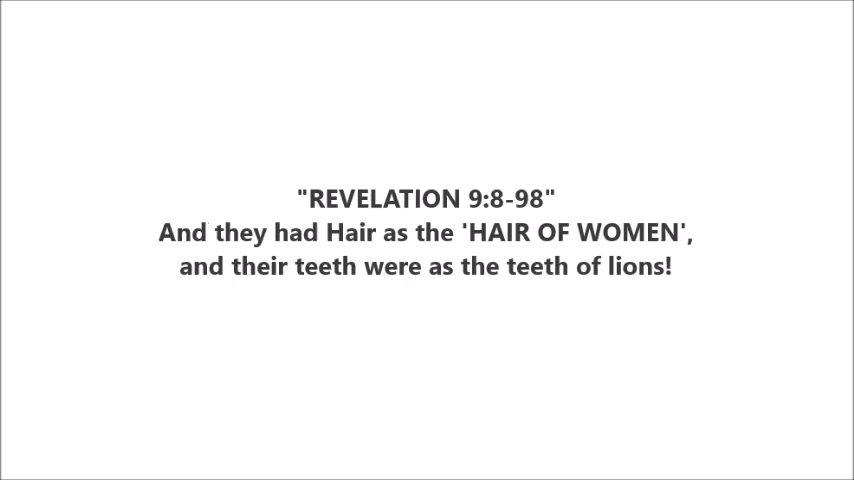 "REVELATION 9:8-98"
And they had Hair as the 'HAIR OF WOMEN',
and their teeth were as the teeth of lions!